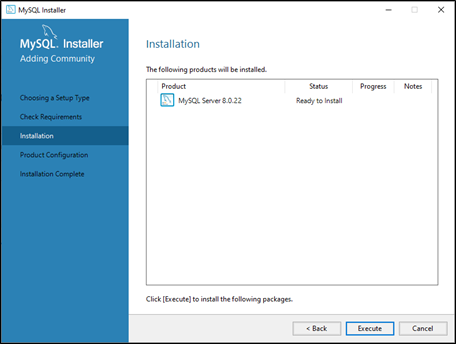 MySQL Installer
MySQL. Installer
Adding Community
Choosing a Setup Type
Check Requirements
Installation
Product Configuration
Installation Complete
Installation
The following products will be installed.
Product Status Progress Notes
MySQL Server 8.0.22 Ready to Install
Click [Execute] to install the following packages.
< Back Execute Cancel